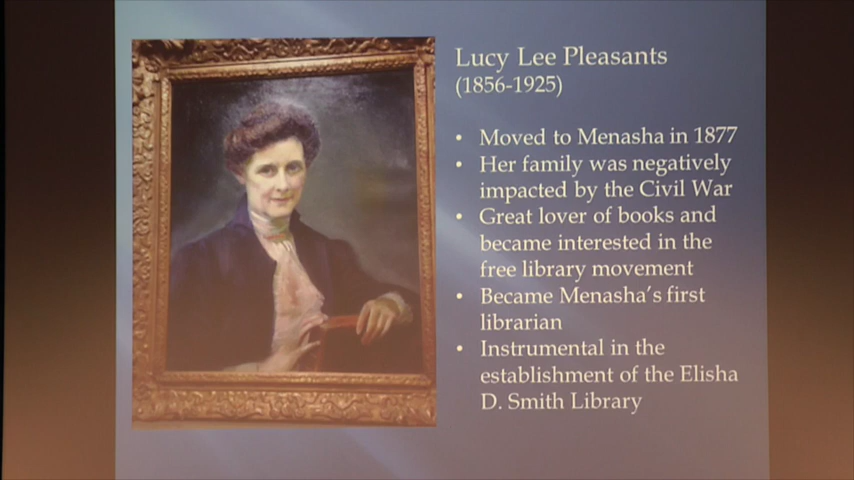 Lucy Lee Pleasants
(1856-1925)
• Moved to Menasha in 1877
• Her family was negatively
impacted by the Civil War
• Great lover of books and
became interested in the
free library movement
• Became Menasha's first
librarian
• Instrumental in the
establishment of the Elisha
D. Smith Library